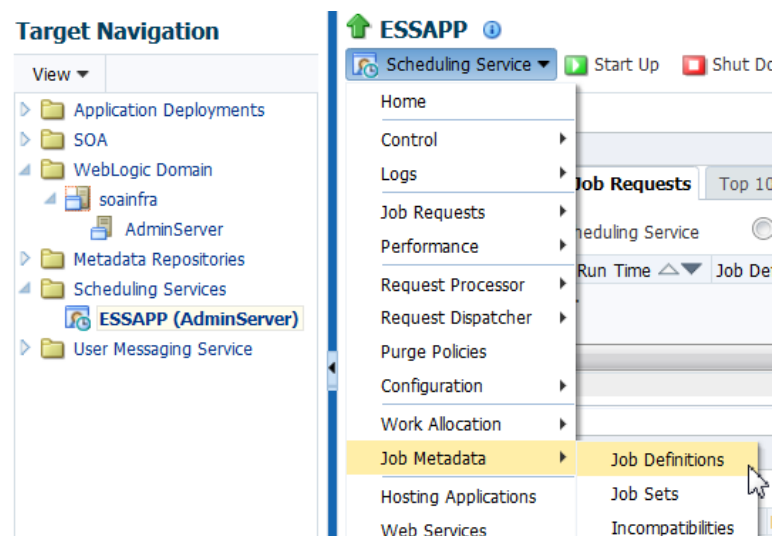 Target Navigation
View
Application Deployments
SOA
WebLogic Domain
soainfra
AdminServer
Metadata Repositories
Scheduling Services
ESSAPP (AdminServer)
User Messaging Service
ESSAPP
Scheduling Service
Start Up
Shut Do
Home
Control
Logs
Job Requests
Performance
Request Processor
Request Dispatcher
Purge Policies
Configuration
Work Allocation
Job Metadata
Hosting Applications
Web Services
Job Requests
Top 10
heduling Service
Run Time
Job De
Job Definitions
Job Sets
Incompatibilities